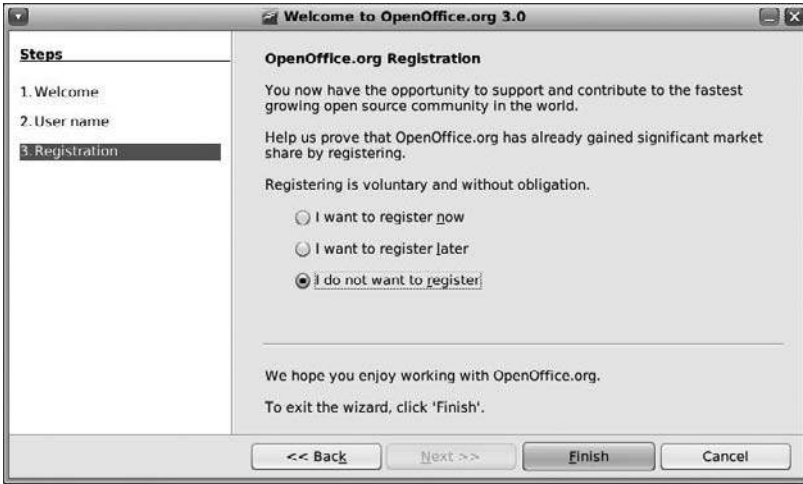 Welcome to OpenOffice.org 3.0
Steps
1. Welcome
2. User name
3. Registration
OpenOffice.org Registration
You now have the opportunity to support and contribute to the fastest
growing open source community in the world.
Help us prove that OpenOffice.org has already gained significant market
share by registering.
Registering is voluntary and without obligation.
I want to register now
I want to register later
I do not want to register
We hope you enjoy working with OpenOffice.org.
To exit the wizard, click 'Finish'.
<< Back
Next >>
Finish
Cancel